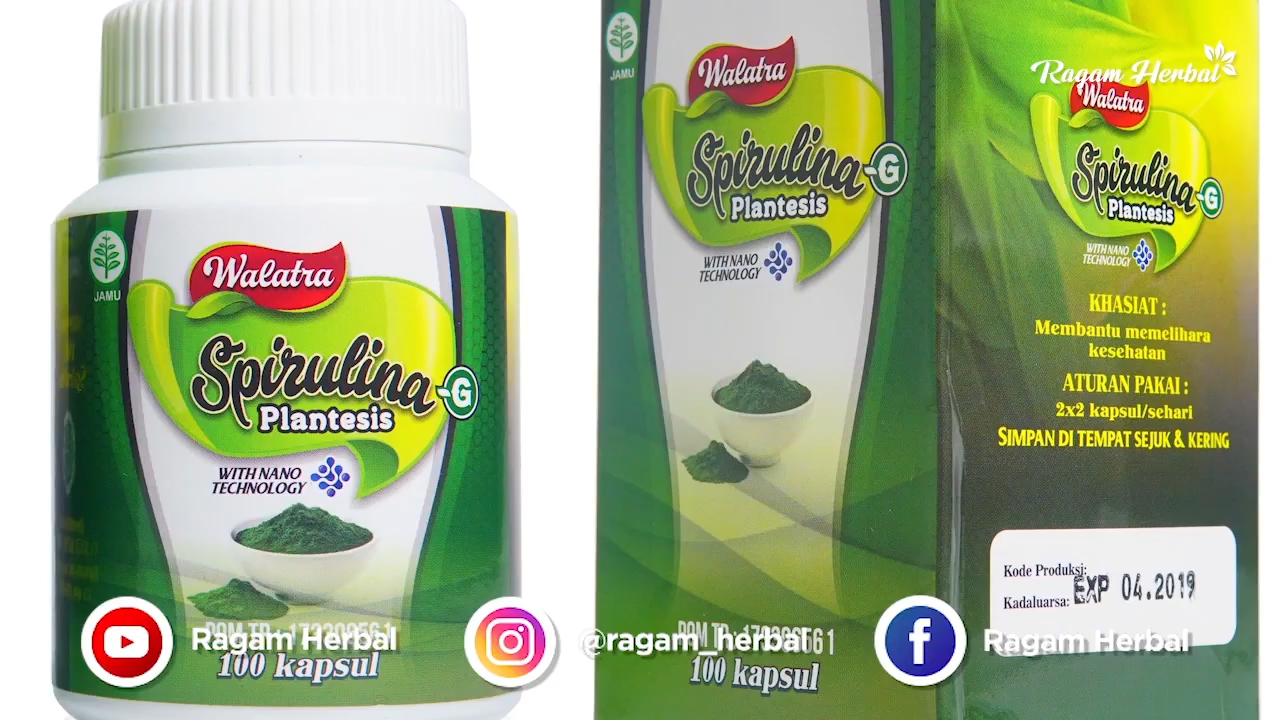 JAMU
Walatra
Spirulina-G
Plantesis
WITH NANO
TECHNOLOGY
100 kapsul
JAMU
Walatra
Spirulina-G
Plantesis
WITH NANO
TECHNOLOGY
100 kapsul
Ragam Herbal
Walatra
Spirulina-G
Plantesis
WITH NANO
TECHNOLOGY
KHASIAT :
Membantu memelihara
kesehatan
ATURAN PAKAI :
2x2 kapsul/sehari
SIMPAN DI TEMPAT SEJUK & KERING
Kode Produksi:
Kadaluarsa: EXP 04.2019
Ragam Herbal
@ragam_herbal
Ragam Herbal